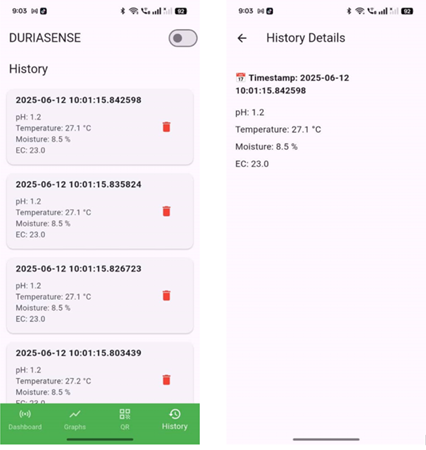 9:03
92
DURIASENSE
History
2025-06-12 10:01:15.842598
pH: 1.2
Temperature: 27.1 °C
Moisture: 8.5 %
EC: 23.0
2025-06-12 10:01:15.835824
pH: 1.2
Temperature: 27.1 °C
Moisture: 8.5 %
EC: 23.0
2025-06-12 10:01:15.826723
pH: 1.2
Temperature: 27.1 °C
Moisture: 8.5 %
EC: 23.0
2025-06-12 10:01:15.803439
pH: 1.2
Temperature: 27.2 °C
Moisture: 8.5 %
EC: 23.0
Dashboard Graphs QR History
9:03
92
History Details
Timestamp: 2025-06-12
10:01:15.842598
pH: 1.2
Temperature: 27.1 °C
Moisture: 8.5 %
EC: 23.0